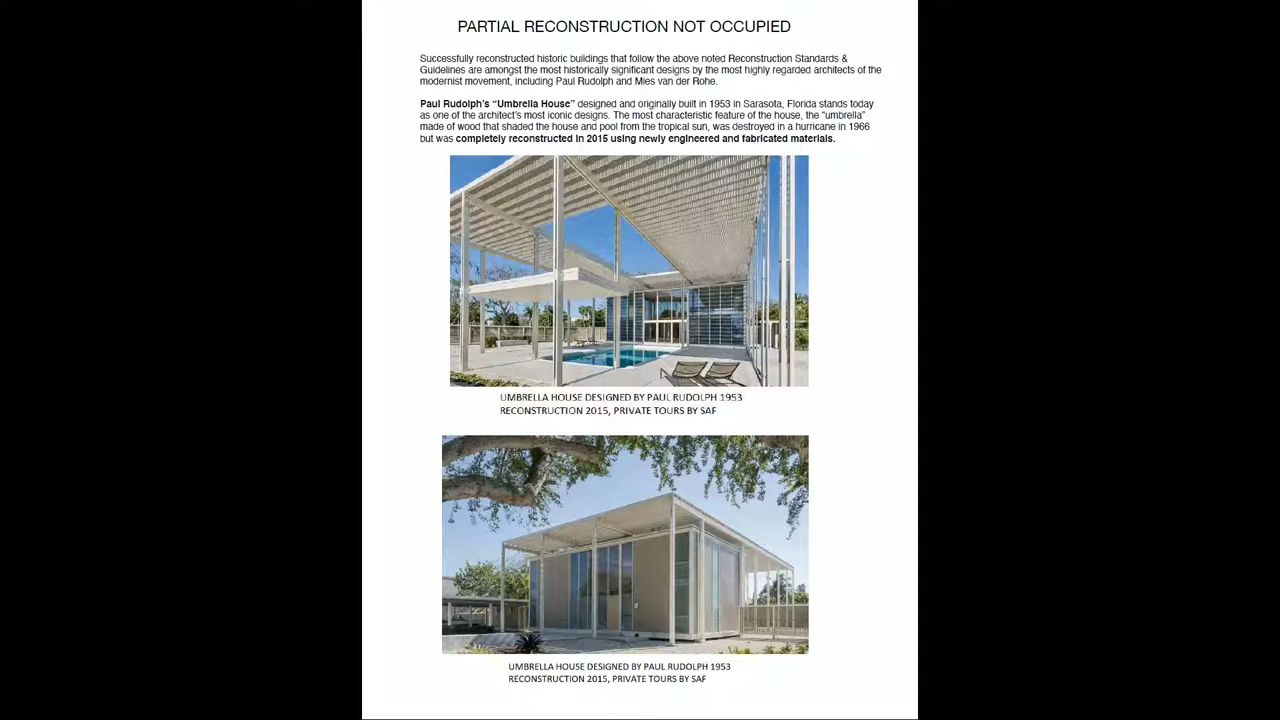 PARTIAL RECONSTRUCTION NOT OCCUPIED
Successfully reconstructed historic buildings that follow the above noted Reconstruction Standards &
Guidelines are amongst the most historically significant designs by the most highly regarded architects of the
modernist movement, including Paul Rudolph and Mies van der Rohe.
Paul Rudolph's “Umbrella House” designed and originally built in 1953 in Sarasota, Florida stands today
as one of the architect's most iconic designs. The most characteristic feature of the house, the “umbrella”
made of wood that shaded the house and pool from the tropical sun, was destroyed in a hurricane in 1966
but was completely reconstructed in 2015 using newly engineered and fabricated materials.
UMBRELLA HOUSE DESIGNED BY PAUL RUDOLPH 1953
RECONSTRUCTION 2015, PRIVATE TOURS BY SAF
UMBRELLA HOUSE DESIGNED BY PAUL RUDOLPH 1953
RECONSTRUCTION 2015, PRIVATE TOURS BY SAF